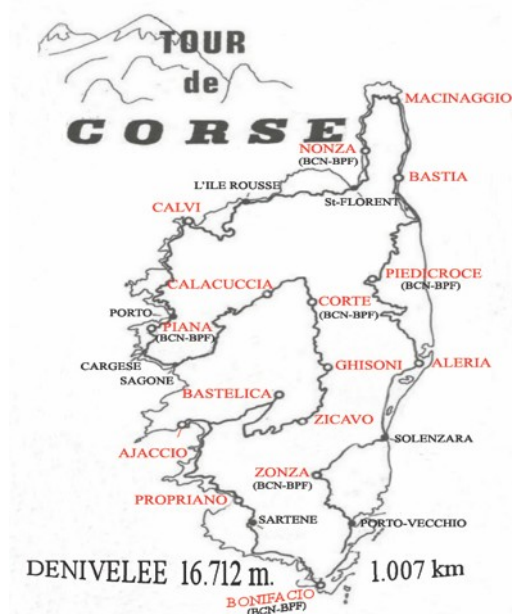 TOUR
de
CORSE
MACINAGGIO
NONZA
(BCN-BPF)
BASTIA
L'ILE ROUSSE
St-FLORENT
CALVI
CALACUCCIA
PIEDICROCE
(BCN-BPF)
PORTO
CORTE
(BCN-BPF)
PIANA
(BCN-BPF)
CARGESE
SAGONE
GHISONI
ALERIA
BASTELICA
ZICAVO
AJACCIO
SOLENZARA
ZONZA
(BCN-BPF)
PROPRIANO
SARTENE
PORTO-VECCHIO
DENIVELEE 16.712 m.
1.007 km
BONIFACIO
(BCN-BPF)